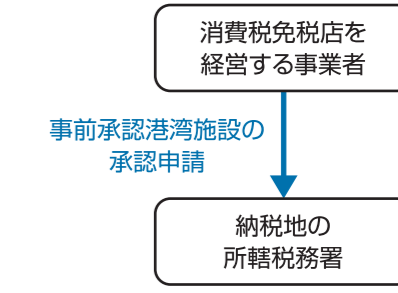 消費税免税店を
経営する事業者
事前承認港湾施設の
承認申請
納税地の
所轄税務署